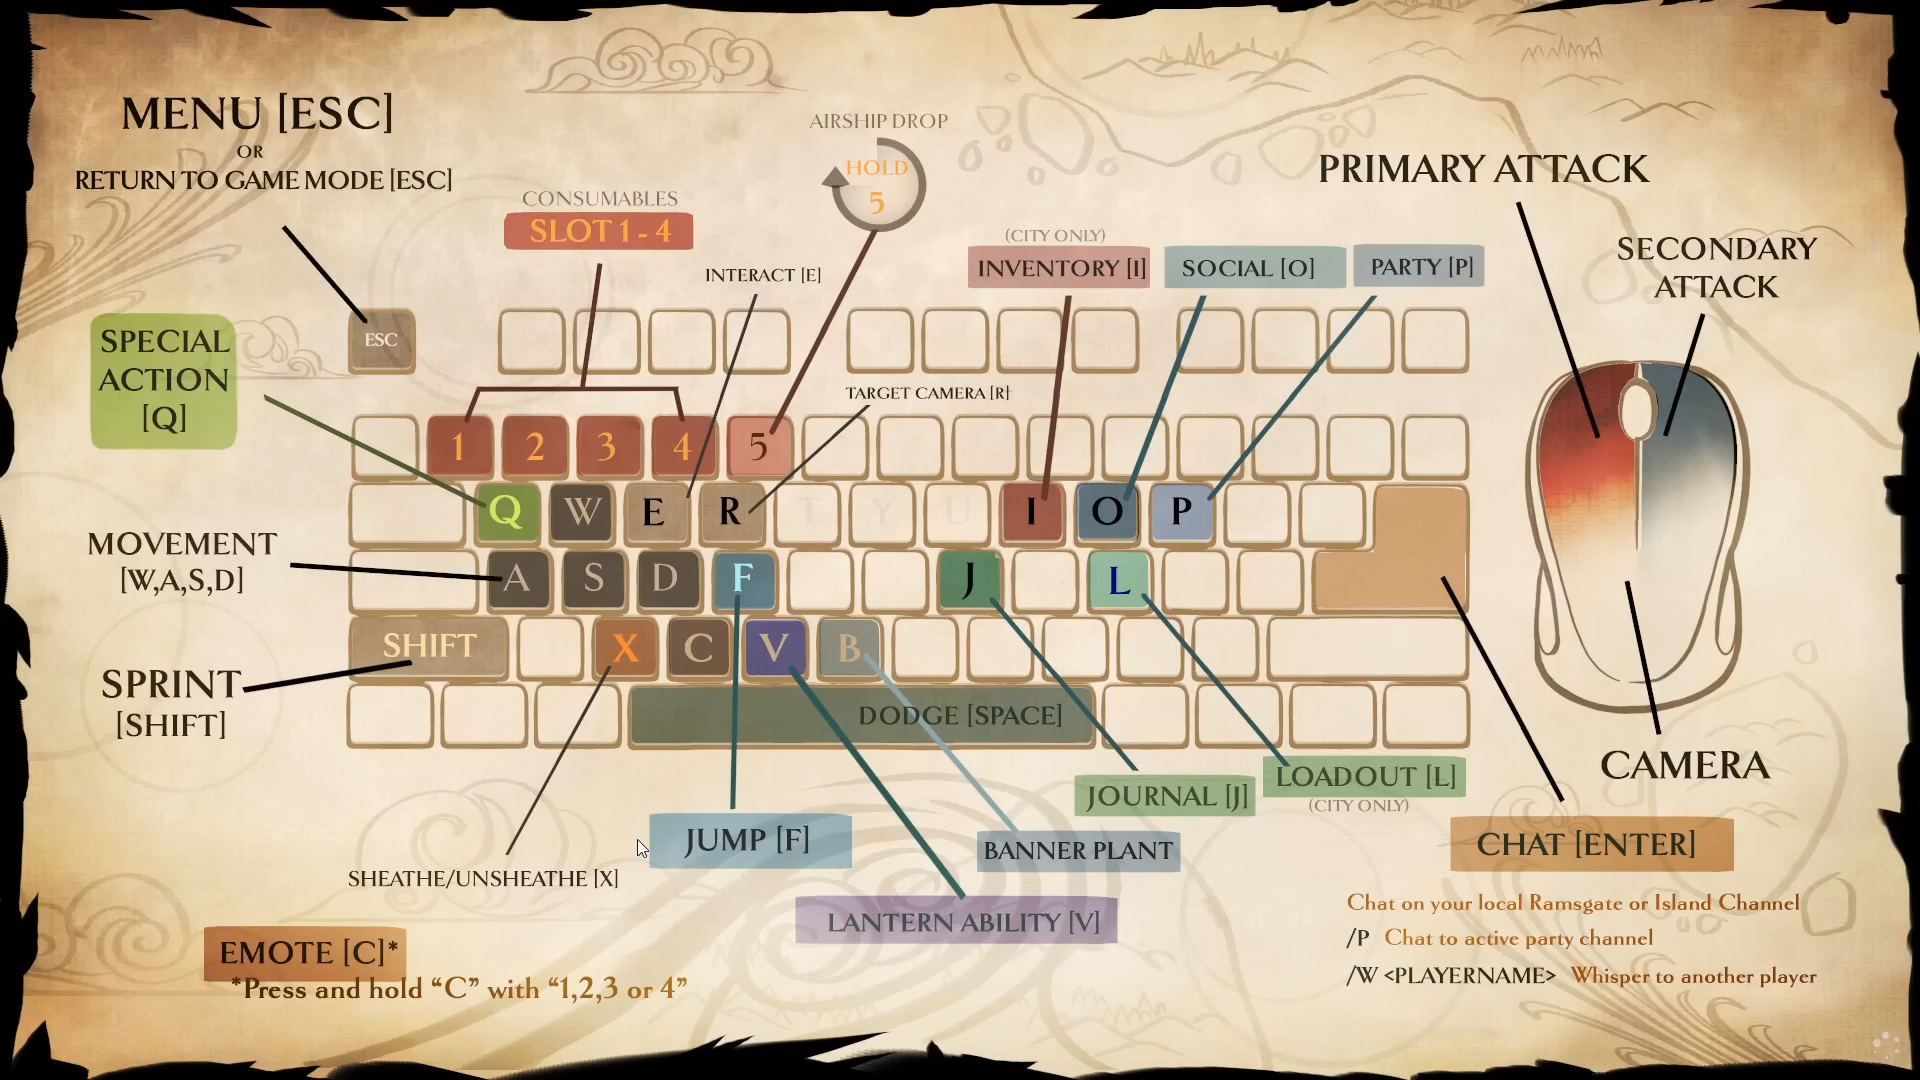 MENU [ESC]
OR
RETURN TO GAME MODE [ESC]
AIRSHIP DROP
HOLD
5
CONSUMABLES
SLOT 1 - 4
INTERACT [E]
(CITY ONLY)
INVENTORY [I]
SOCIAL [O]
PARTY [P]
PRIMARY ATTACK
SECONDARY
ATTACK
SPECIAL
ACTION
[Q]
ESC
TARGET CAMERA [R]
1 2 3 4 5
Q W E R T Y U I O P
MOVEMENT
[W,A,S,D]
A S D F J L
SPRINT
[SHIFT]
SHIFT X C V B
DODGE [SPACE]
CAMERA
JOURNAL [J]
LOADOUT [L]
(CITY ONLY)
JUMP [F]
BANNER PLANT
CHAT [ENTER]
SHEATHE/UNSHEATHE [X]
LANTERN ABILITY [V]
Chat on your local Ramsgate or Island Channel
/P Chat to active party channel
/W <PLAYERNAME> Whisper to another player
EMOTE [C]*
*Press and hold “C” with “1,2,3 or 4”